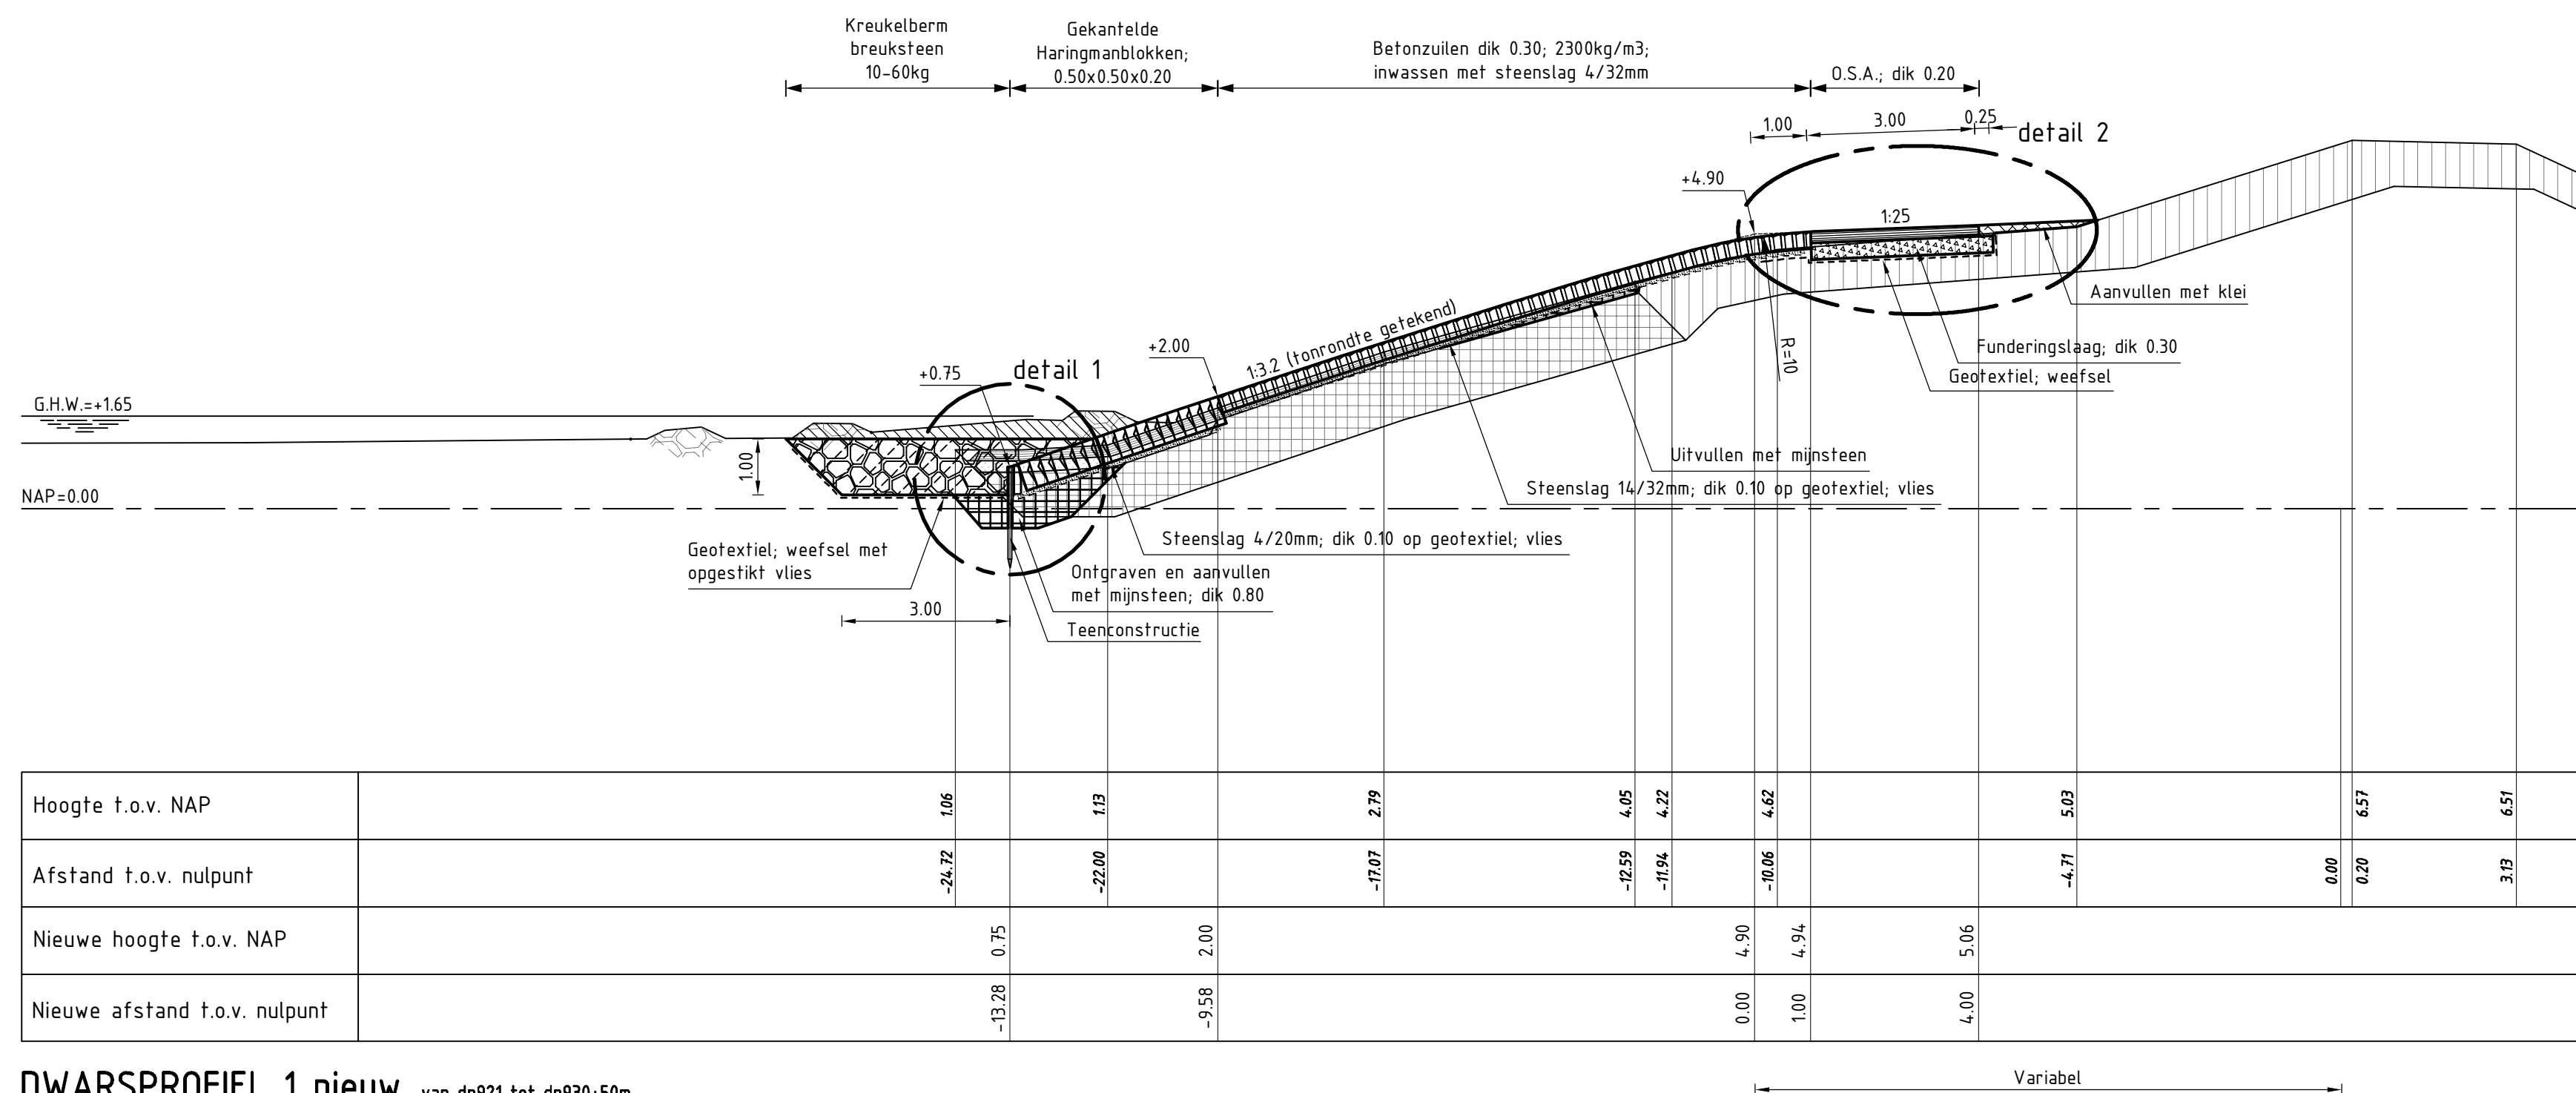 Kreukelberm
breuksteen
10-60kg
Gekantelde
Haringmanblokken;
0.50x0.50x0.20
Betonzuilen dik 0.30; 2300kg/m3;
inwassen met steenslag 4/32mm
O.S.A.; dik 0.20
1.00
3.00
0.25
detail 2
+4.90
1:25
Aanvullen met klei
Funderingslaag; dik 0.30
Geotextiel; weefsel
R=10
1:3.2 (tonrondte getekend)
+2.00
detail 1
+0.75
G.H.W.=+1.65
1.00
NAP=0.00
Uitvullen met mijnsteen
Steenslag 14/32mm; dik 0.10 op geotextiel; vlies
Steenslag 4/20mm; dik 0.10 op geotextiel; vlies
Geotextiel; weefsel met
opgestikt vlies
Ontgraven en aanvullen
met mijnsteen; dik 0.80
3.00
Teenconstructie
Hoogte t.o.v. NAP 1.06 1.13 2.79 4.05 4.22 4.62 5.03 6.57 6.51
Afstand t.o.v. nulpunt -24.72 -22.00 -17.07 -12.59 -11.94 -10.06 -4.71 0.00 0.20 3.13
Nieuwe hoogte t.o.v. NAP 0.75 2.00 4.90 4.94 5.06
Nieuwe afstand t.o.v. nulpunt -13.28 -9.58 0.00 1.00 4.00
DWARSPROFIEL 1 nieuw van dp921 tot dp930+50m
Variabel